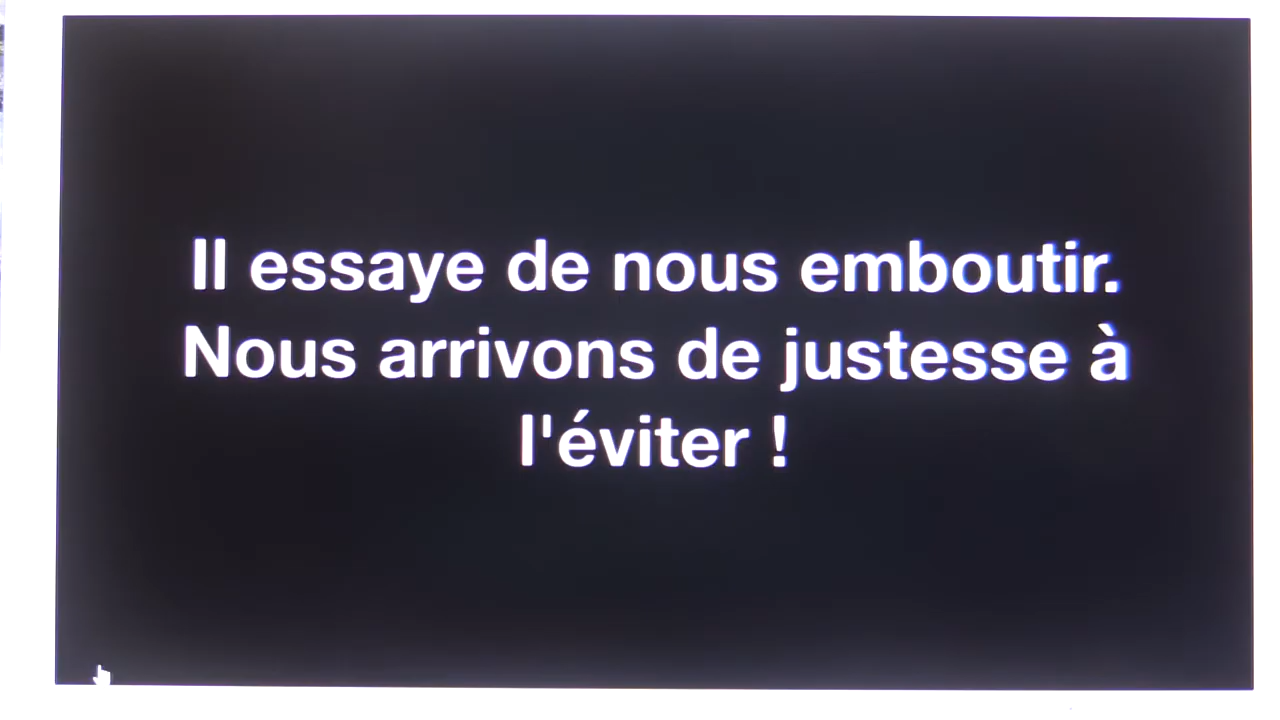 Il essaye de nous emboutir.
Nous arrivons de justesse à
l'éviter !